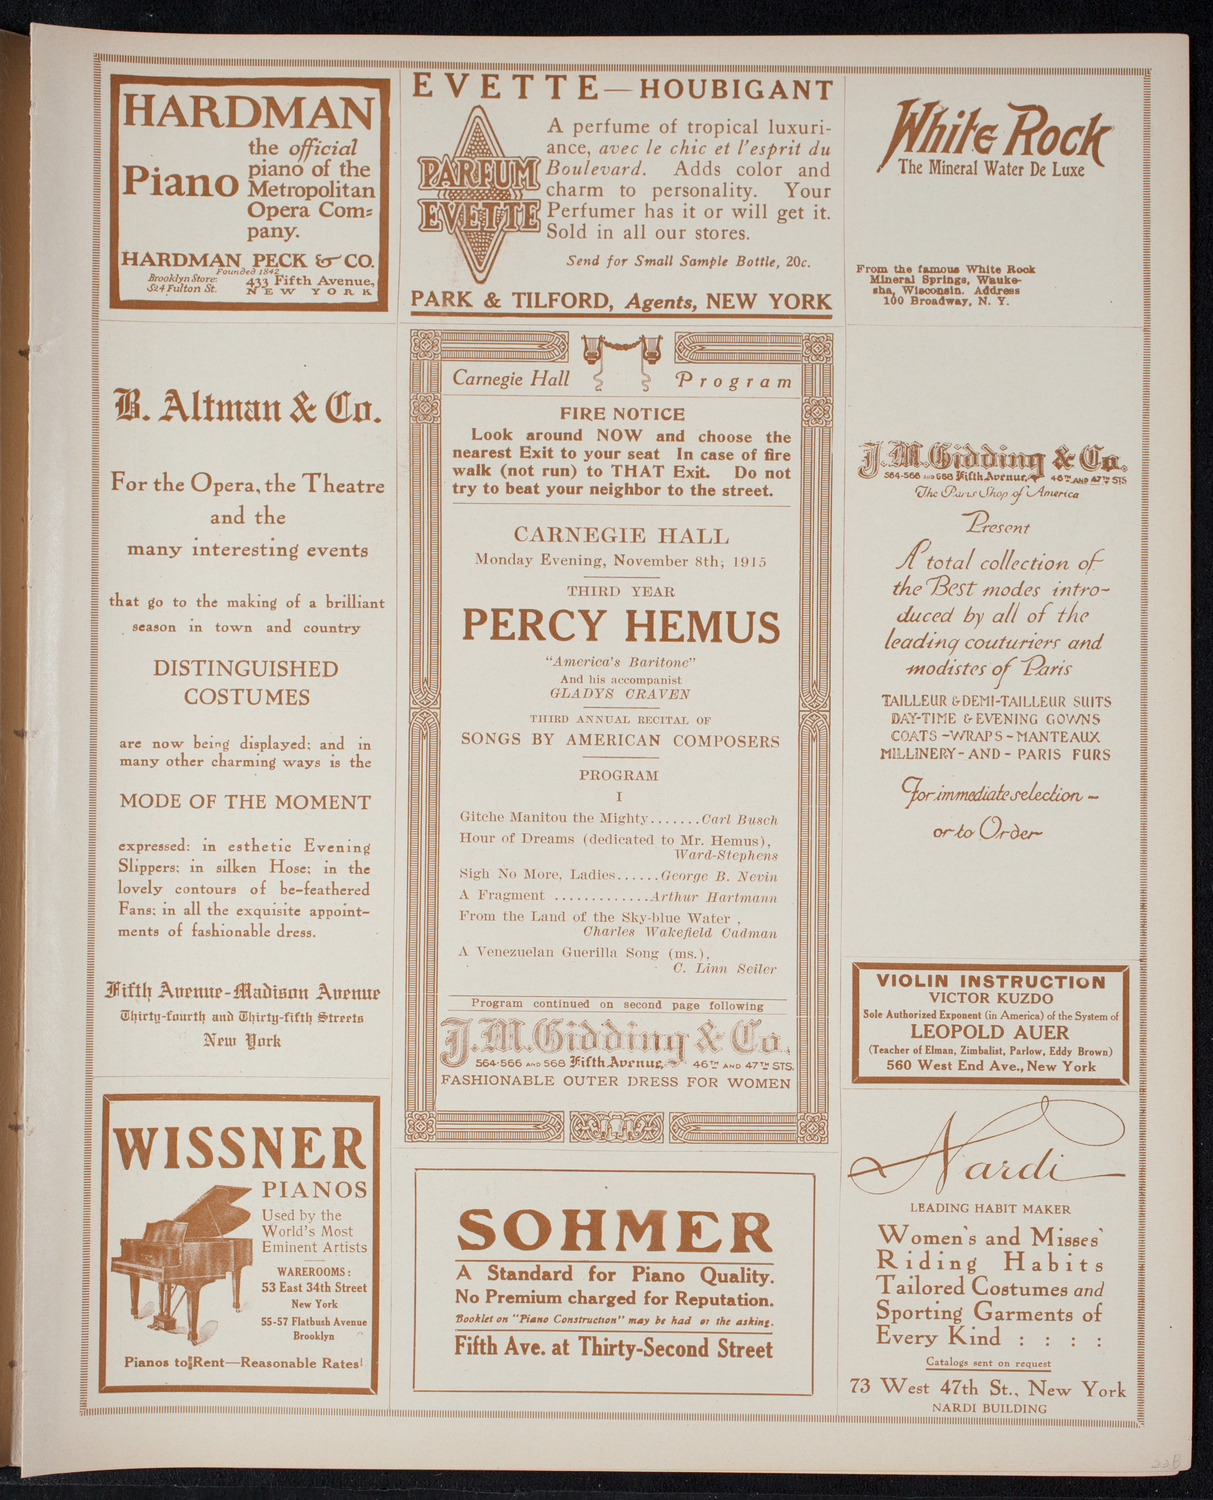 HARDMAN
Piano
the official
piano of the
Metropolitan
Opera Com=
pany.
HARDMAN, PECK & CO.
Founded 1842
Brooklyn Store:
524 Fulton St.
433 Fifth Avenue,
NEW YORK
EVETTE—HOUBIGANT
PARFUM
EVETTE
A perfume of tropical luxuri-
ance, avec le chic et l'esprit du
Boulevard. Adds color and
charm to personality. Your
Perfumer has it or will get it.
Sold in all our stores.
Send for Small Sample Bottle, 20c.
PARK & TILFORD, Agents, NEW YORK
White Rock
The Mineral Water De Luxe
From the famous White Rock
Mineral Springs, Wauke-
sha, Wisconsin. Address
100 Broadway, N. Y.
B. Altman & Co.
For the Opera, the Theatre
and the
many interesting events
that go to the making of a brilliant
season in town and country
DISTINGUISHED
COSTUMES
are now being displayed; and in
many other charming ways is the
MODE OF THE MOMENT
expressed: in esthetic Evening
Slippers; in silken Hose; in the
lovely contours of be-feathered
Fans; in all the exquisite appoint-
ments of fashionable dress.
Fifth Avenue-Madison Avenue
Thirty-fourth and Thirty-fifth Streets
New York
WISSNER
PIANOS
Used by the
World's Most
Eminent Artists
WAREROOMS:
53 East 34th Street
New York
55-57 Flatbush Avenue
Brooklyn
Pianos to Rent—Reasonable Rates
Carnegie Hall Program
FIRE NOTICE
Look around NOW and choose the
nearest Exit to your seat In case of fire
walk (not run) to THAT Exit. Do not
try to beat your neighbor to the street.
CARNEGIE HALL
Monday Evening, November 8th, 1915
THIRD YEAR
PERCY HEMUS
"America's Baritone"
And his accompanist
GLADYS CRAVEN
THIRD ANNUAL RECITAL OF
SONGS BY AMERICAN COMPOSERS
PROGRAM
I
Gitche Manitou the Mighty.......Carl Busch
Hour of Dreams (dedicated to Mr. Hemus),
Ward-Stephens
Sigh No More, Ladies......George B. Nevin
A Fragment .............Arthur Hartmann
From the Land of the Sky-blue Water ,
Charles Wakefield Cadman
A Venezuelan Guerilla Song (ms.),
C. Linn Seiler
Program continued on second page following
J.M. Gidding & Co.
564-566 AND 568 Fifth Avenue, 46TH AND 47TH STS.
FASHIONABLE OUTER DRESS FOR WOMEN
SOHMER
A Standard for Piano Quality.
No Premium charged for Reputation.
Booklet on "Piano Construction" may be had or the asking.
Fifth Ave. at Thirty-Second Street
J.M. Gidding & Co.
564-566 AND 568 Fifth Avenue, 46TH AND 47TH STS
The Paris Shop of America
Present
A total collection of
the Best modes intro-
duced by all of the
leading couturiers and
modistes of Paris
TAILLEUR & DEMI-TAILLEUR SUITS
DAY-TIME & EVENING GOWNS
COATS - WRAPS - MANTEAUX
MILLINERY - AND - PARIS FURS
For immediate selection -
or to Order
VIOLIN INSTRUCTION
VICTOR KUZDO
Sole Authorized Exponent (in America) of the System of
LEOPOLD AUER
(Teacher of Elman, Zimbalist, Parlow, Eddy Brown)
560 West End Ave., New York
Nardi
LEADING HABIT MAKER
Women's and Misses'
Riding Habits
Tailored Costumes and
Sporting Garments of
Every Kind : : : :
Catalogs sent on request
73 West 47th St., New York
NARDI BUILDING
22B